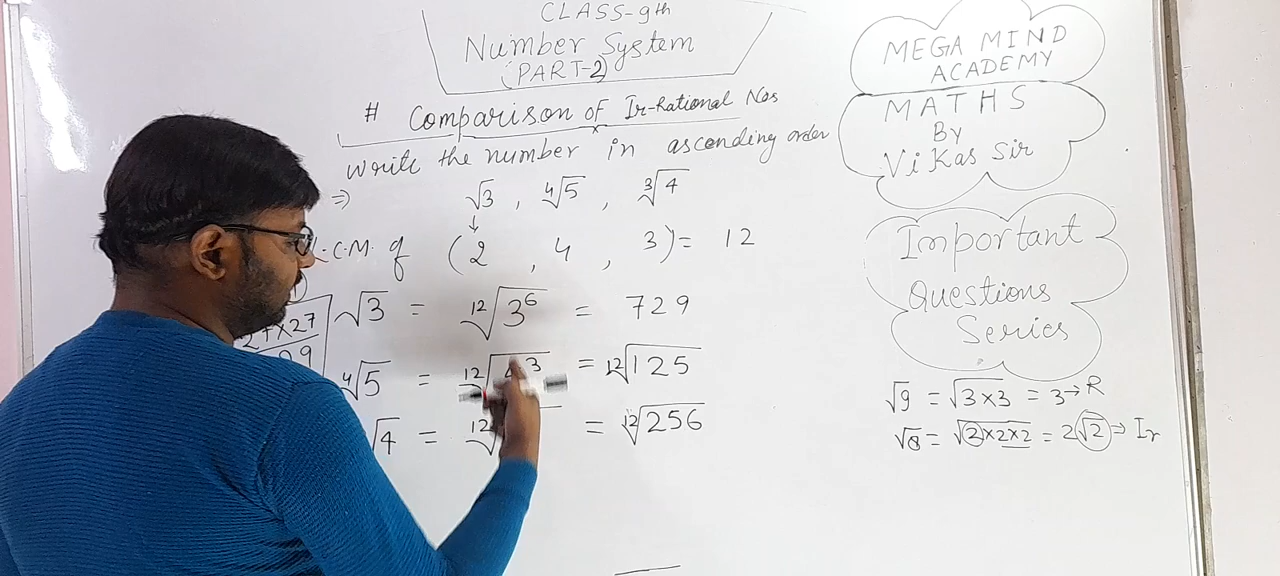 CLASS-9th
Number System
(PART-2)
# Comparison of Ir-Rational Nos
Write the number in ascending order
⇒ √3 , ∜5 , ∛4
.C.M. of (2 , 4 , 3) = 12
√3 = ¹²√3⁶ = 729
27×27
∜5 = ¹²√ ³ = ¹²√125
√4 = ¹²√ = ¹²√256
MEGA MIND
ACADEMY
MATHS
By
Vikas Sir
Important
Questions
Series
√9 = √3×3 = 3→R
√8 = √2×2×2 = 2√2 → Ir